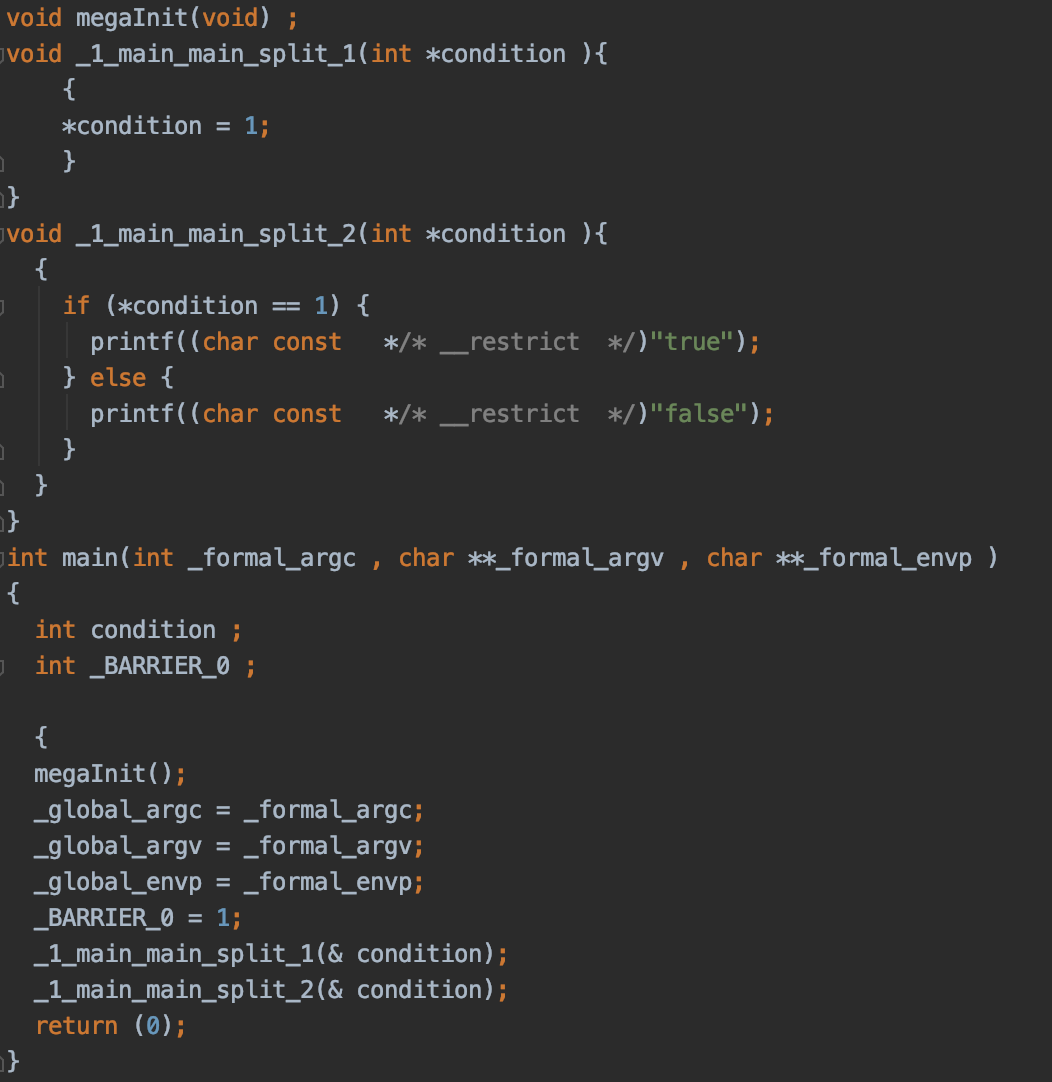 void megaInit(void) ;
void _1_main_main_split_1(int *condition ){
    {
    *condition = 1;
    }
}
void _1_main_main_split_2(int *condition ){
  {
    if (*condition == 1) {
      printf((char const   */* __restrict  */)"true");
    } else {
      printf((char const   */* __restrict  */)"false");
    }
  }
}
int main(int _formal_argc , char **_formal_argv , char **_formal_envp )
{
  int condition ;
  int _BARRIER_0 ;

  {
  megaInit();
  _global_argc = _formal_argc;
  _global_argv = _formal_argv;
  _global_envp = _formal_envp;
  _BARRIER_0 = 1;
  _1_main_main_split_1(& condition);
  _1_main_main_split_2(& condition);
  return (0);
}